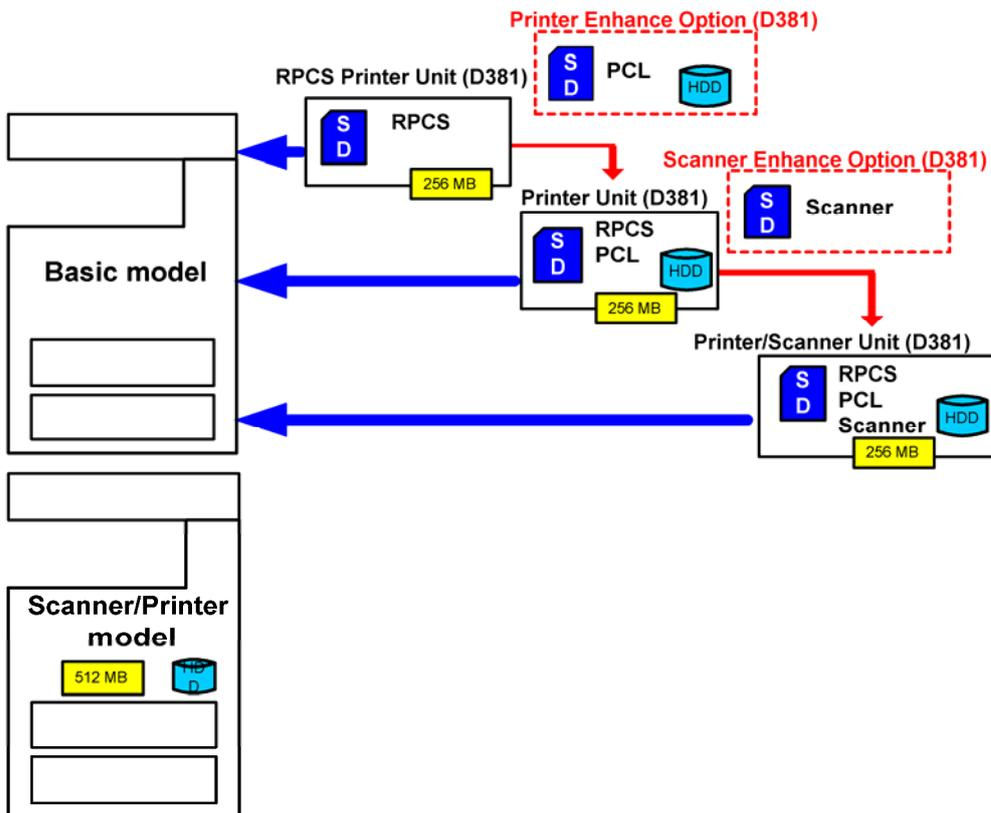 Printer Enhance Option (D381)
S
D
PCL
HDD
RPCS Printer Unit (D381)
S
D
RPCS
256 MB
Scanner Enhance Option (D381)
S
D
Scanner
Printer Unit (D381)
S
D
RPCS
PCL
HDD
256 MB
Basic model
Printer/Scanner Unit (D381)
S
D
RPCS
PCL
Scanner
HDD
256 MB
Scanner/Printer
model
512 MB
HD
D